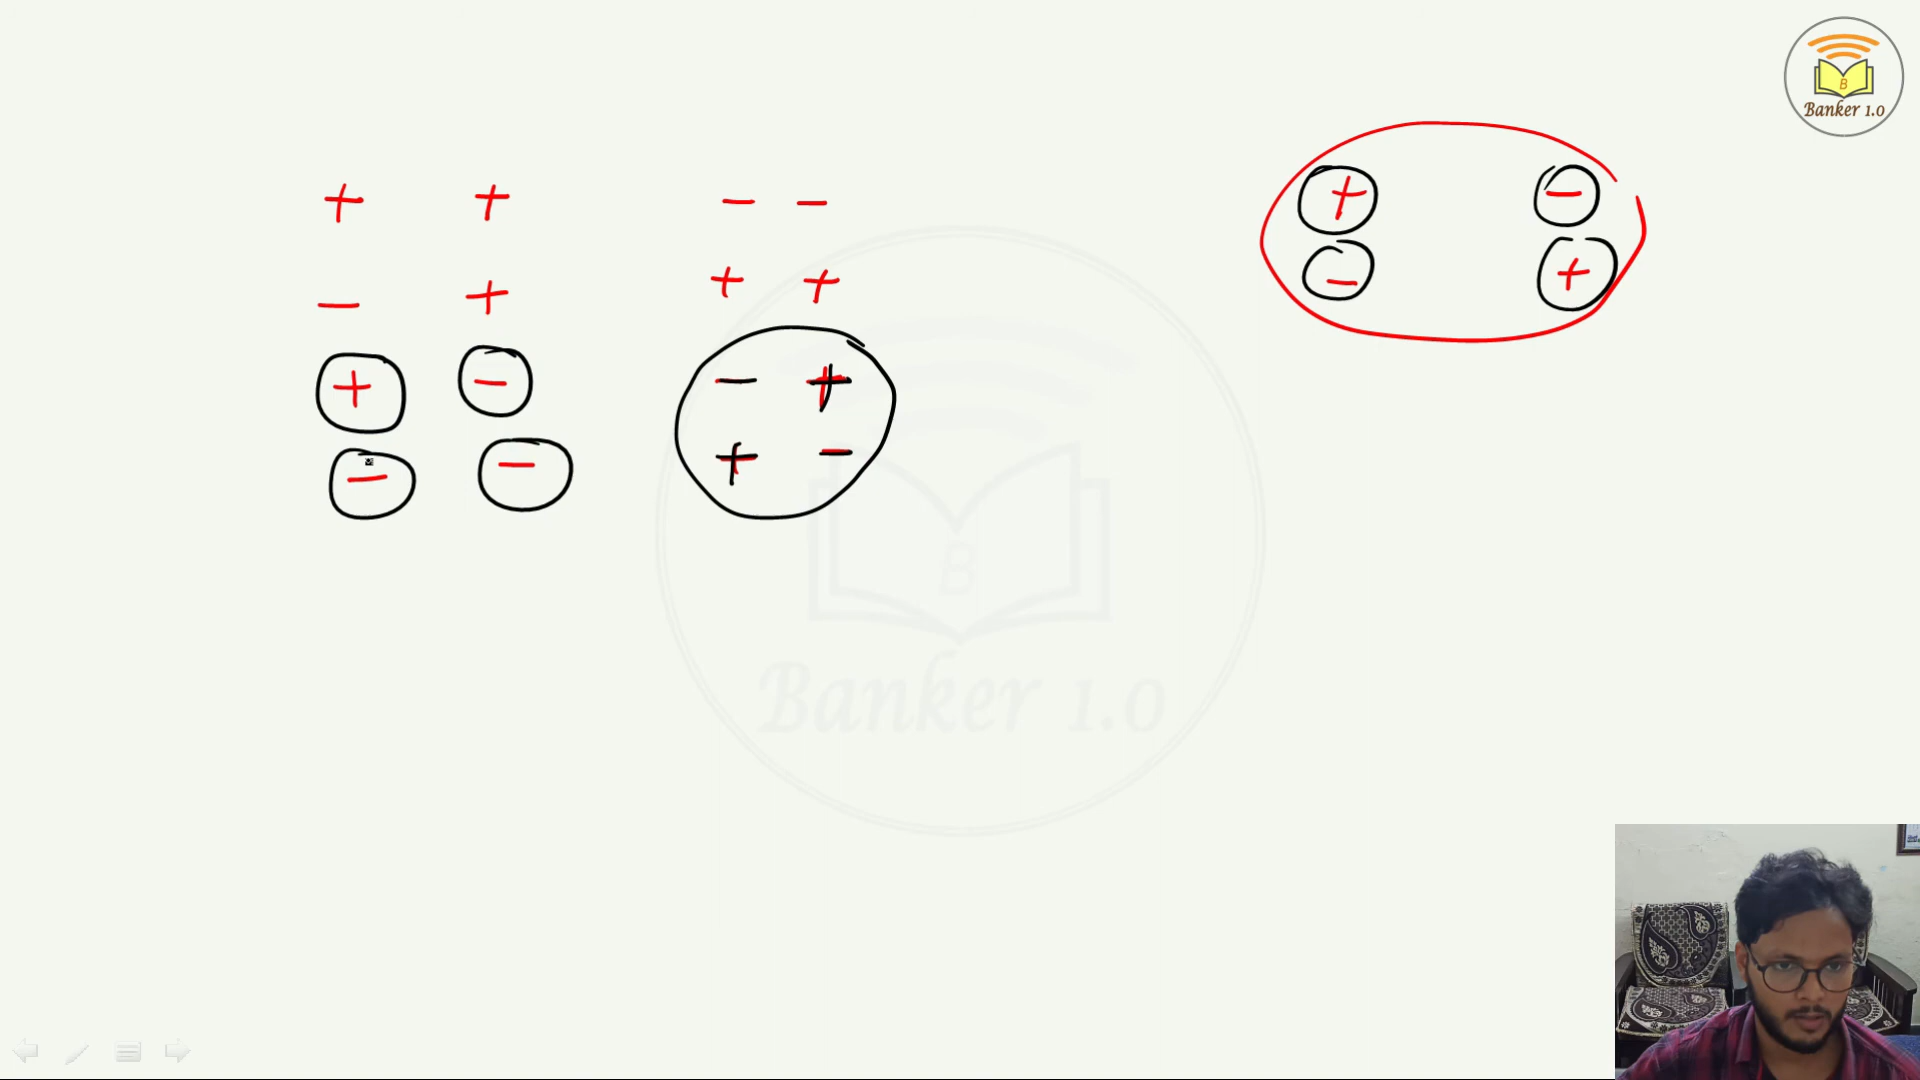 B
Banker 1.0
+ + - - + -
- + + + - +
+ - - +
- - + -
B
Banker 1.0